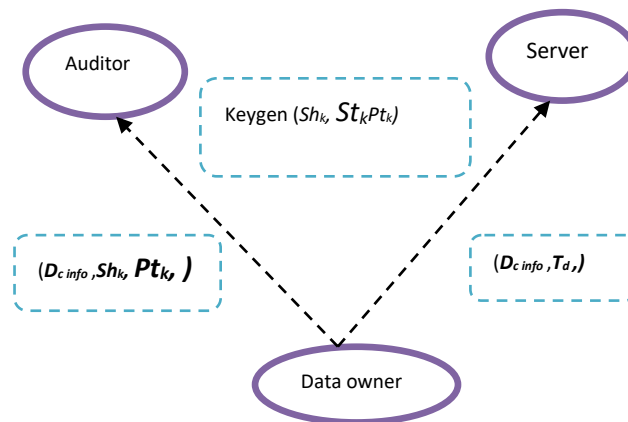 Auditor
Server
Keygen (Shk, StkPtk)
(Dc info ,Shk, Ptk, )
(Dc info ,Td,)
Data owner